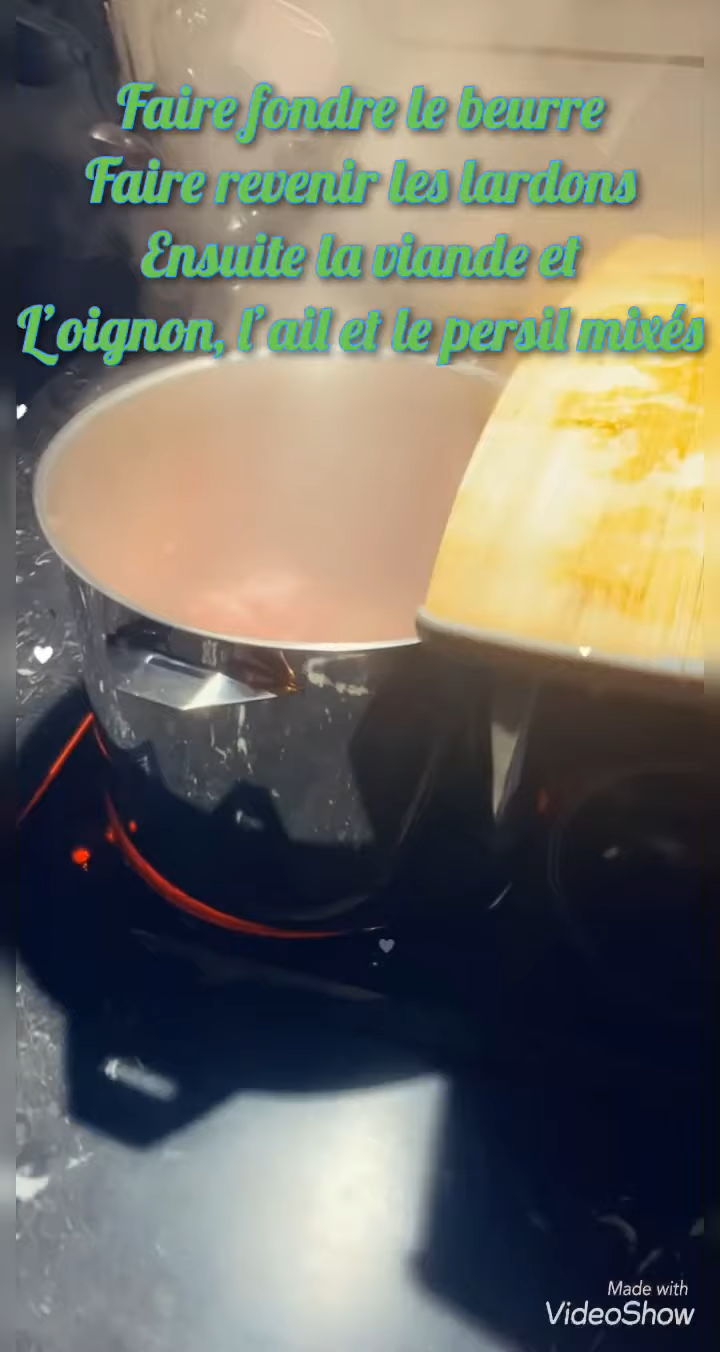 Faire fondre le beurre
Faire revenir les lardons
Ensuite la viande et
L'oignon, l'ail et le persil mixés
Made with
VideoShow